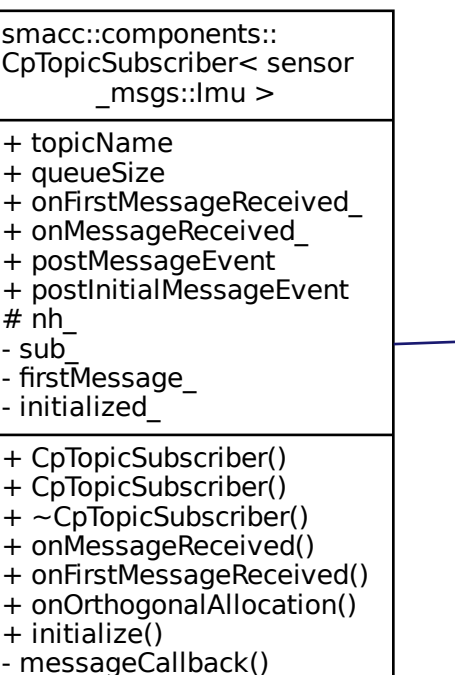 smacc::components::
CpTopicSubscriber< sensor
_msgs::Imu >
+ topicName
+ queueSize
+ onFirstMessageReceived_
+ onMessageReceived_
+ postMessageEvent
+ postInitialMessageEvent
# nh_
- sub_
- firstMessage_
- initialized_
+ CpTopicSubscriber()
+ CpTopicSubscriber()
+ ~CpTopicSubscriber()
+ onMessageReceived()
+ onFirstMessageReceived()
+ onOrthogonalAllocation()
+ initialize()
- messageCallback()